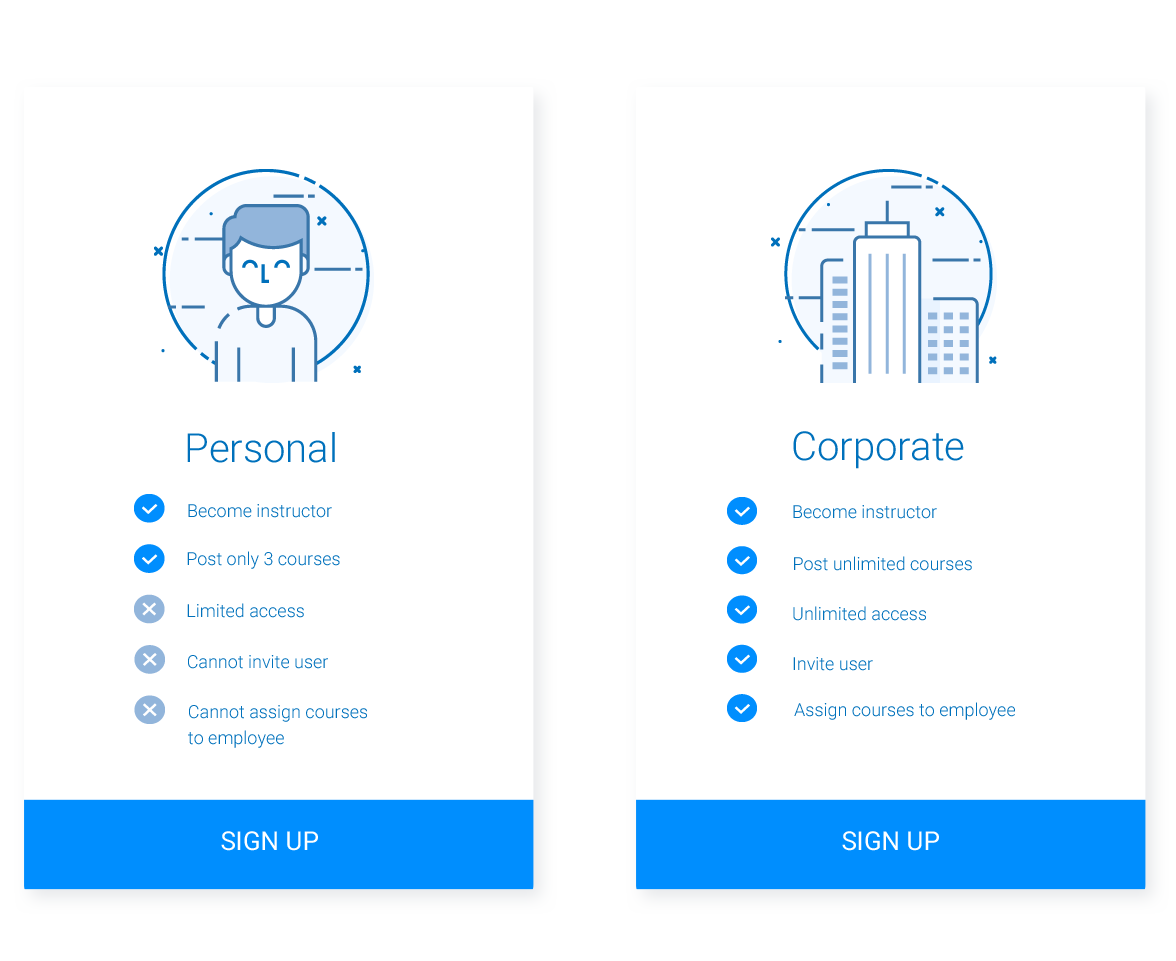 Personal
Become instructor
Post only 3 courses
Limited access
Cannot invite user
Cannot assign courses
to employee
SIGN UP
Corporate
Become instructor
Post unlimited courses
Unlimited access
Invite user
Assign courses to employee
SIGN UP